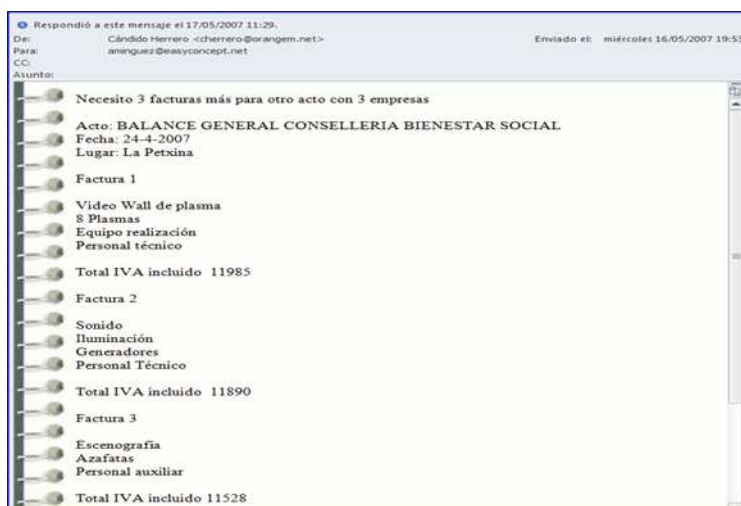 Respondió a este mensaje el 17/05/2007 11:29.
De: Cándido Herrero <cherrero@orangem.net> Enviado el: miércoles 16/05/2007 19:53
Para: aminguez@easyconcept.net
CC:
Asunto:
Necesito 3 facturas más para otro acto con 3 empresas
Acto: BALANCE GENERAL CONSELLERIA BIENESTAR SOCIAL
Fecha: 24-4-2007
Lugar: La Petxina
Factura 1
Video Wall de plasma
8 Plasmas
Equipo realización
Personal técnico
Total IVA incluido 11985
Factura 2
Sonido
Iluminación
Generadores
Personal Técnico
Total IVA incluido 11890
Factura 3
Escenografía
Azafatas
Personal auxiliar
Total IVA incluido 11528